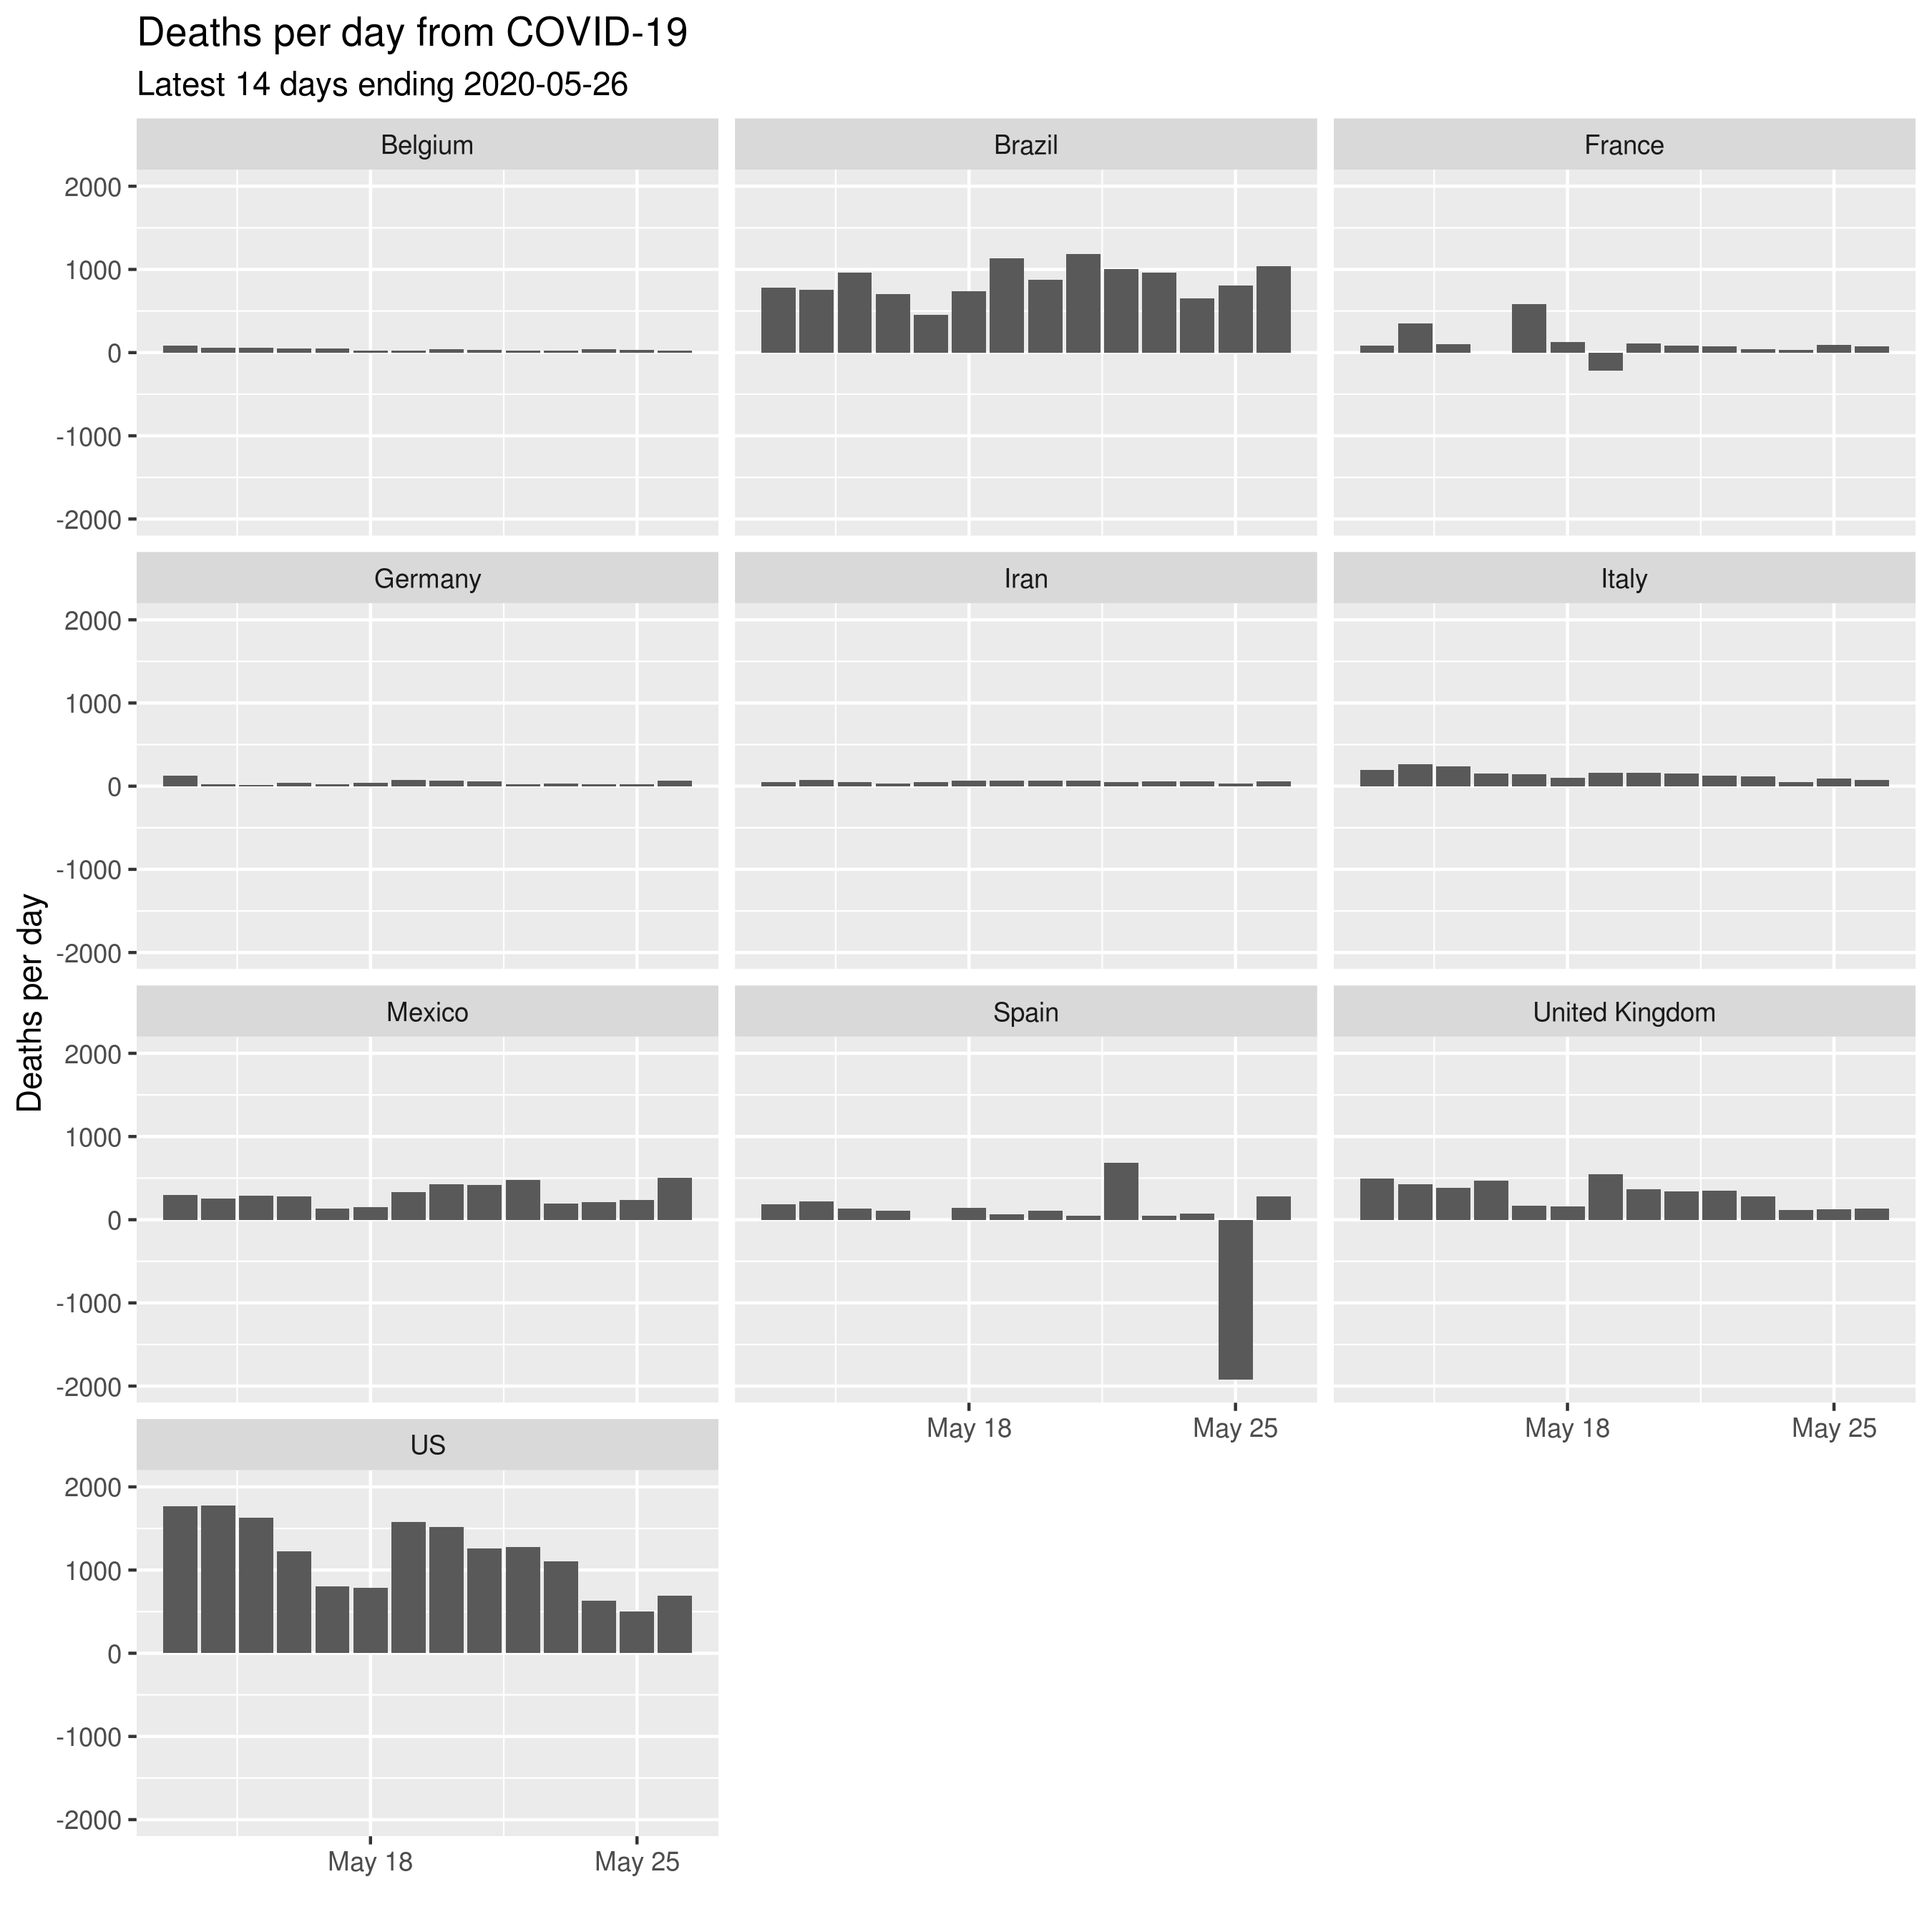 Deaths per day from COVID-19
Latest 14 days ending 2020-05-26
Belgium
Brazil
France
2000
1000
0
-1000
-2000
Germany
Iran
Italy
2000
1000
0
-1000
-2000
Deaths per day
Mexico
Spain
United Kingdom
2000
1000
0
-1000
-2000
May 18
May 25
May 18
May 25
US
2000
1000
0
-1000
-2000
May 18
May 25